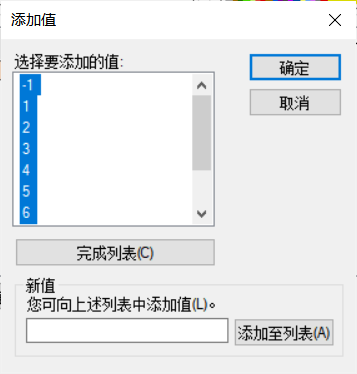 添加值
选择要添加的值:
-1
1
2
3
4
5
6
确定
取消
完成列表(C)
新值
您可向上述列表中添加值(L)。
添加至列表(A)